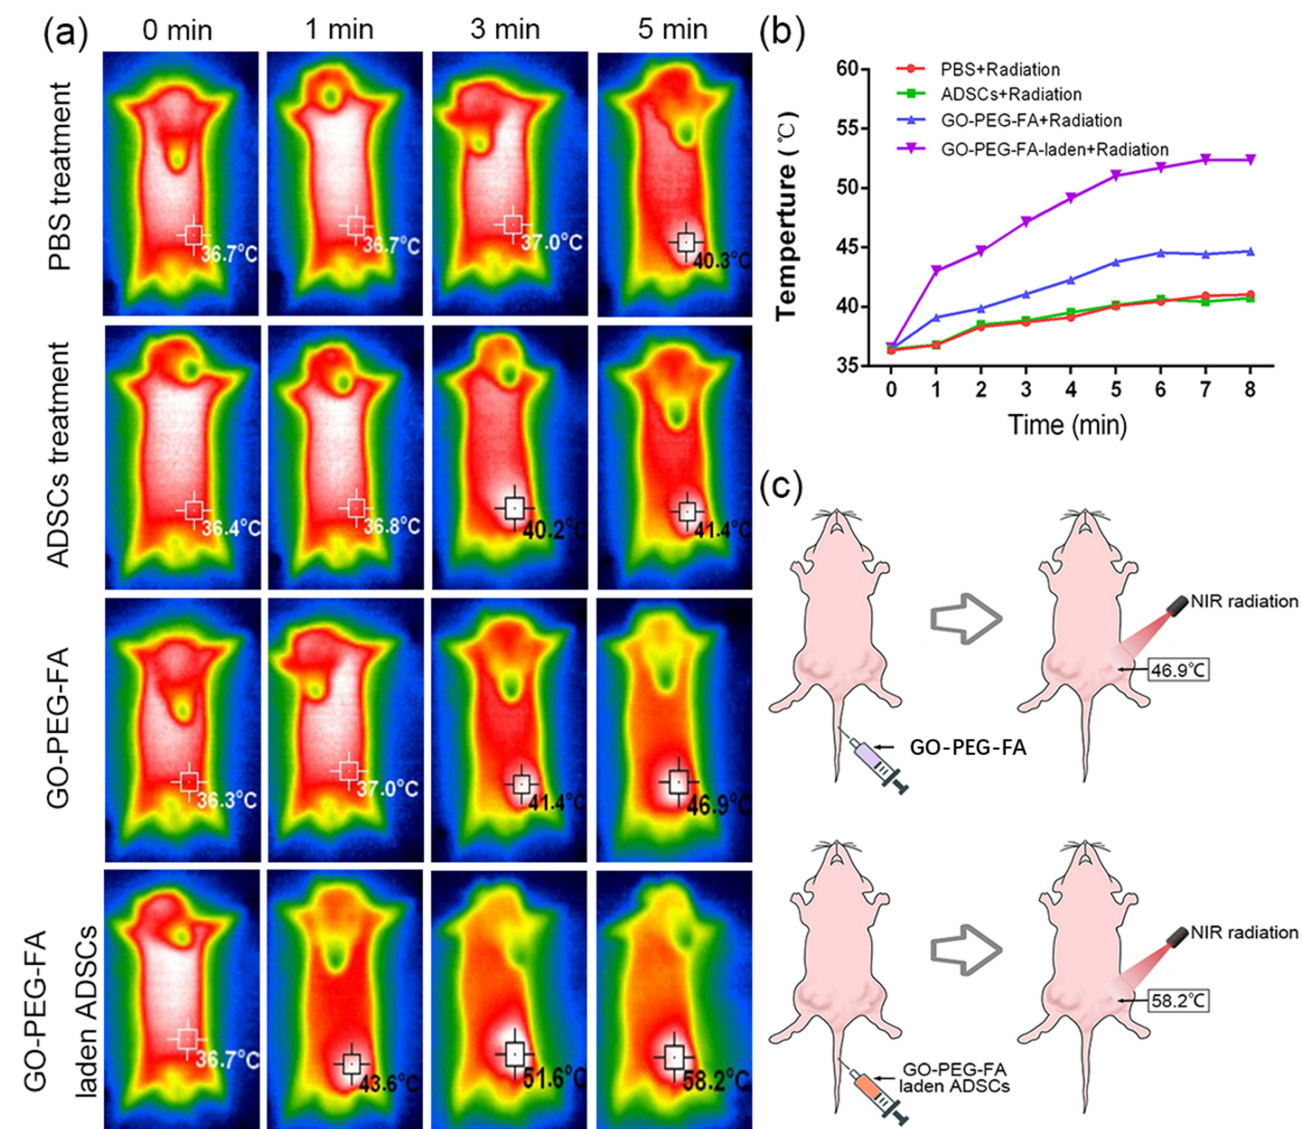 (a)
0 min
1 min
3 min
5 min
PBS treatment
36.7°C
36.7°C
37.0°C
40.3°C
ADSCs treatment
36.4°C
36.8°C
40.2°C
41.4°C
GO-PEG-FA
36.3°C
37.0°C
41.4°C
46.9°C
GO-PEG-FA
laden ADSCs
36.7°C
43.6°C
51.6°C
58.2°C
(b)
PBS+Radiation
ADSCs+Radiation
GO-PEG-FA+Radiation
GO-PEG-FA-laden+Radiation
Temperture (℃)
60
55
50
45
40
35
0 1 2 3 4 5 6 7 8
Time (min)
(c)
NIR radiation
46.9℃
GO-PEG-FA
NIR radiation
58.2℃
GO-PEG-FA
laden ADSCs